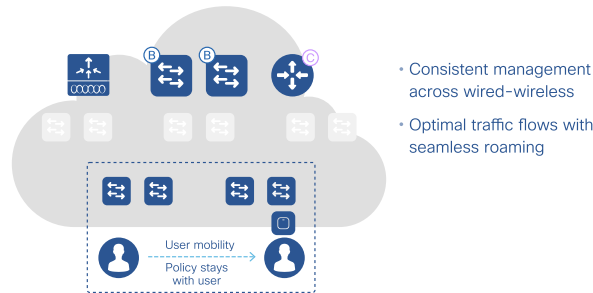 B
B
C
• Consistent management
across wired-wireless
• Optimal traffic flows with
seamless roaming
User mobility
Policy stays
with user